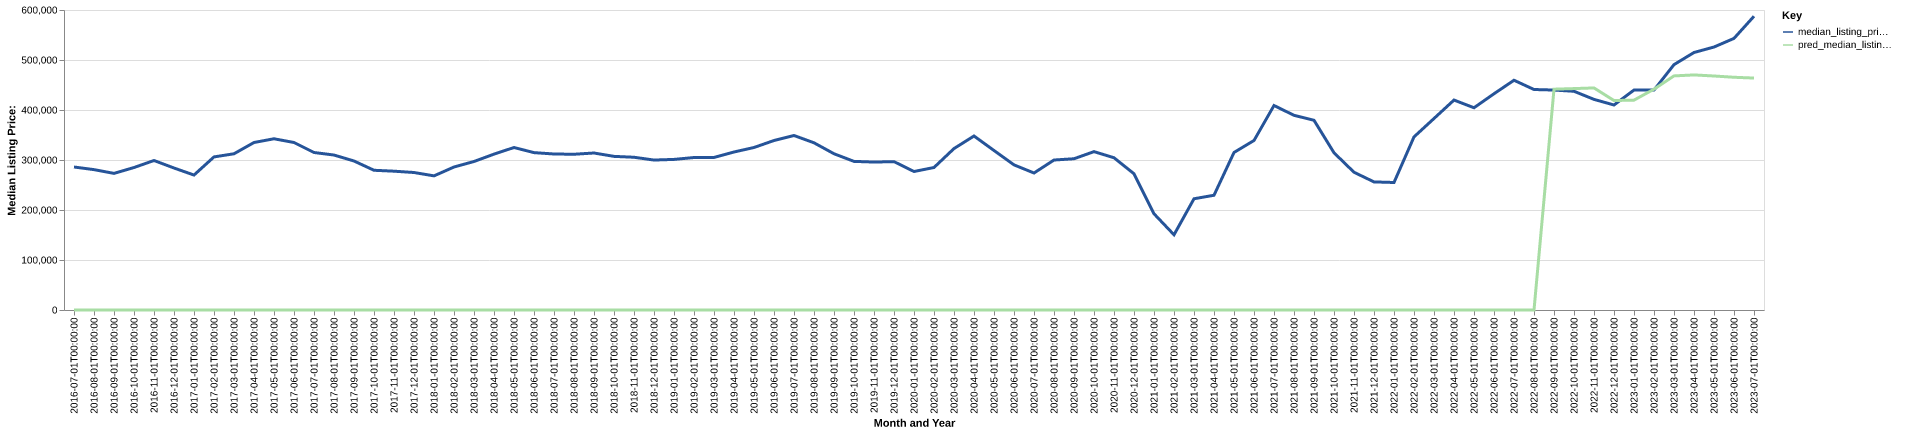 600,000
500,000
400,000
300,000
200,000
100,000
0
Median Listing Price:
2016-07-01T00:00:00
2016-08-01T00:00:00
2016-09-01T00:00:00
2016-10-01T00:00:00
2016-11-01T00:00:00
2016-12-01T00:00:00
2017-01-01T00:00:00
2017-02-01T00:00:00
2017-03-01T00:00:00
2017-04-01T00:00:00
2017-05-01T00:00:00
2017-06-01T00:00:00
2017-07-01T00:00:00
2017-08-01T00:00:00
2017-09-01T00:00:00
2017-10-01T00:00:00
2017-11-01T00:00:00
2017-12-01T00:00:00
2018-01-01T00:00:00
2018-02-01T00:00:00
2018-03-01T00:00:00
2018-04-01T00:00:00
2018-05-01T00:00:00
2018-06-01T00:00:00
2018-07-01T00:00:00
2018-08-01T00:00:00
2018-09-01T00:00:00
2018-10-01T00:00:00
2018-11-01T00:00:00
2018-12-01T00:00:00
2019-01-01T00:00:00
2019-02-01T00:00:00
2019-03-01T00:00:00
2019-04-01T00:00:00
2019-05-01T00:00:00
2019-06-01T00:00:00
2019-07-01T00:00:00
2019-08-01T00:00:00
2019-09-01T00:00:00
2019-10-01T00:00:00
2019-11-01T00:00:00
2019-12-01T00:00:00
2020-01-01T00:00:00
2020-02-01T00:00:00
2020-03-01T00:00:00
2020-04-01T00:00:00
2020-05-01T00:00:00
2020-06-01T00:00:00
2020-07-01T00:00:00
2020-08-01T00:00:00
2020-09-01T00:00:00
2020-10-01T00:00:00
2020-11-01T00:00:00
2020-12-01T00:00:00
2021-01-01T00:00:00
2021-02-01T00:00:00
2021-03-01T00:00:00
2021-04-01T00:00:00
2021-05-01T00:00:00
2021-06-01T00:00:00
2021-07-01T00:00:00
2021-08-01T00:00:00
2021-09-01T00:00:00
2021-10-01T00:00:00
2021-11-01T00:00:00
2021-12-01T00:00:00
2022-01-01T00:00:00
2022-02-01T00:00:00
2022-03-01T00:00:00
2022-04-01T00:00:00
2022-05-01T00:00:00
2022-06-01T00:00:00
2022-07-01T00:00:00
2022-08-01T00:00:00
2022-09-01T00:00:00
2022-10-01T00:00:00
2022-11-01T00:00:00
2022-12-01T00:00:00
2023-01-01T00:00:00
2023-02-01T00:00:00
2023-03-01T00:00:00
2023-04-01T00:00:00
2023-05-01T00:00:00
2023-06-01T00:00:00
2023-07-01T00:00:00
Month and Year
Key
median_listing_pri…
pred_median_listin…